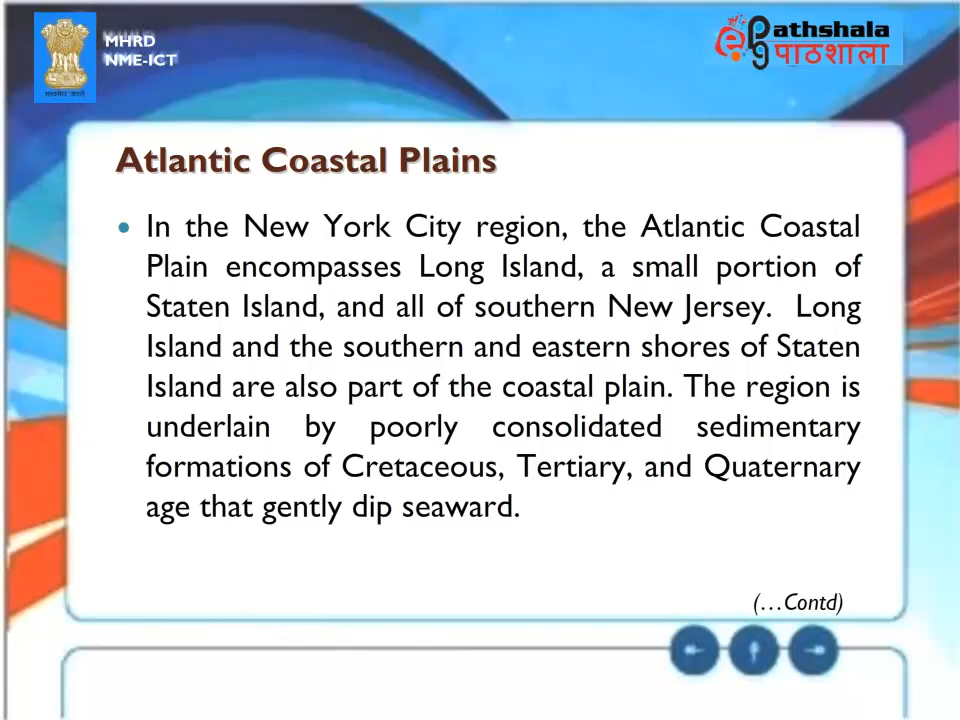 MHRD
NME-ICT
ePathshala
पाठशाला
Atlantic Coastal Plains
• In the New York City region, the Atlantic Coastal
Plain encompasses Long Island, a small portion of
Staten Island, and all of southern New Jersey. Long
Island and the southern and eastern shores of Staten
Island are also part of the coastal plain. The region is
underlain by poorly consolidated sedimentary
formations of Cretaceous, Tertiary, and Quaternary
age that gently dip seaward.
(…Contd)